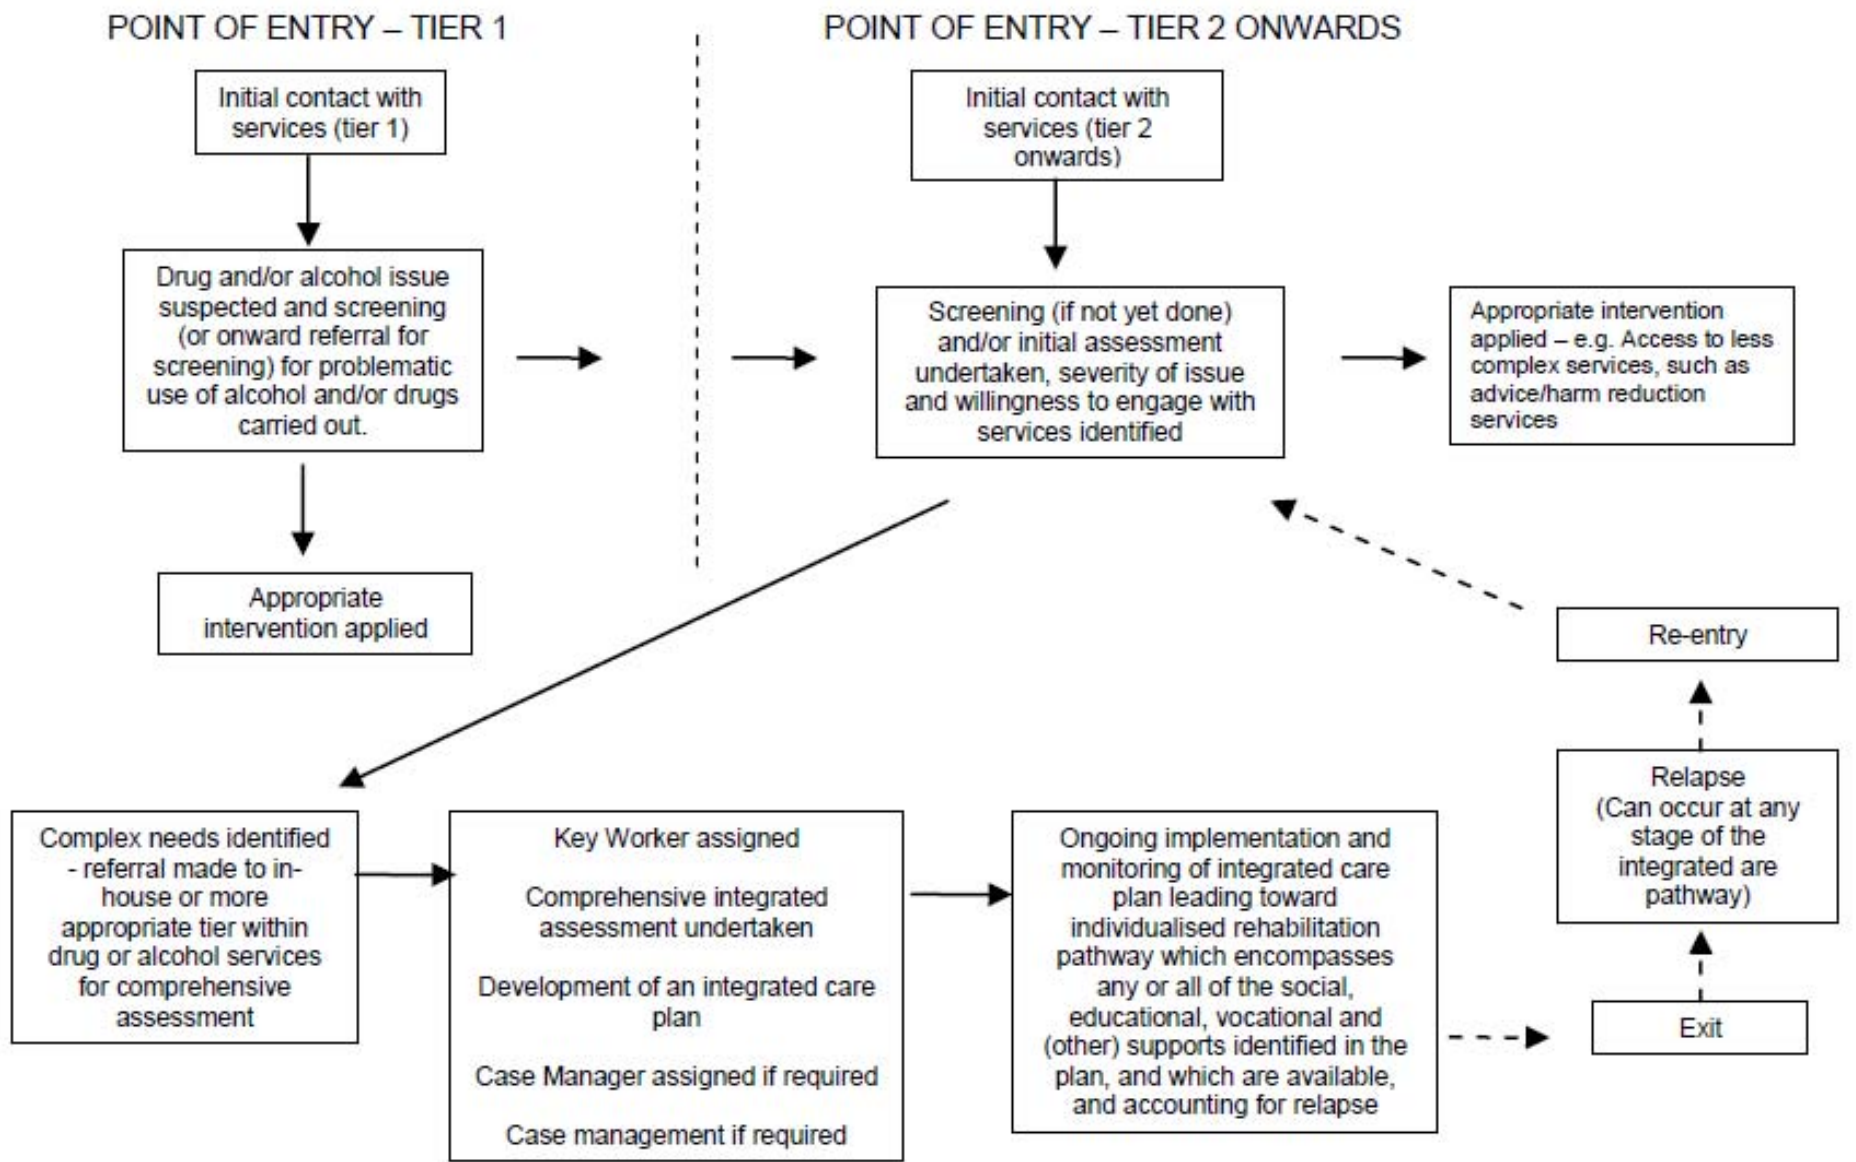 POINT OF ENTRY – TIER 1
Initial contact with
services (tier 1)
Drug and/or alcohol issue
suspected and screening
(or onward referral for
screening) for problematic
use of alcohol and/or drugs
carried out.
Appropriate
intervention applied
POINT OF ENTRY – TIER 2 ONWARDS
Initial contact with
services (tier 2
onwards)
Screening (if not yet done)
and/or initial assessment
undertaken, severity of issue
and willingness to engage with
services identified
Appropriate intervention
applied – e.g. Access to less
complex services, such as
advice/harm reduction
services
Complex needs identified
- referral made to in-
house or more
appropriate tier within
drug or alcohol services
for comprehensive
assessment
Key Worker assigned
Comprehensive integrated
assessment undertaken
Development of an integrated care
plan
Case Manager assigned if required
Case management if required
Ongoing implementation and
monitoring of integrated care
plan leading toward
individualised rehabilitation
pathway which encompasses
any or all of the social,
educational, vocational and
(other) supports identified in the
plan, and which are available,
and accounting for relapse
Exit
Relapse
(Can occur at any
stage of the
integrated are
pathway)
Re-entry